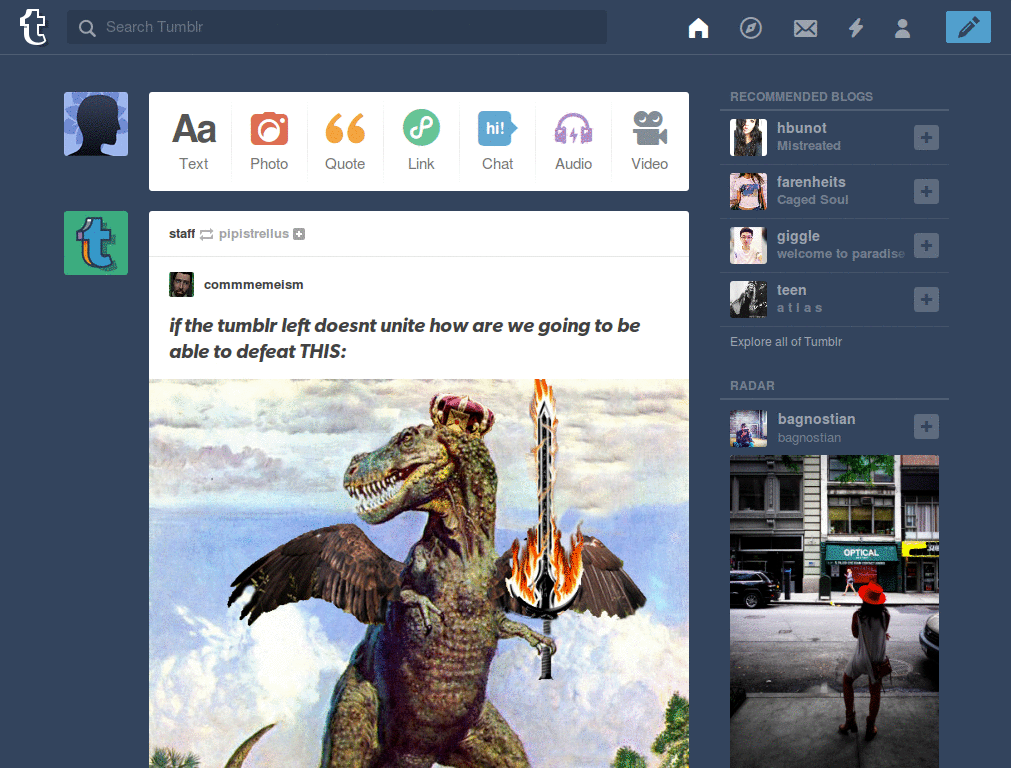 t
Search Tumblr
Aa
hi!
Text
Photo
Quote
Link
Chat
Audio
Video
t
staff pipistrellus
commmemeism
if the tumblr left doesnt unite how are we going to be
able to defeat THIS:
RECOMMENDED BLOGS
hbunot
Mistreated
farenheits
Caged Soul
giggle
welcome to paradise
teen
a t l a s
Explore all of Tumblr
RADAR
bagnostian
bagnostian
OPTICAL